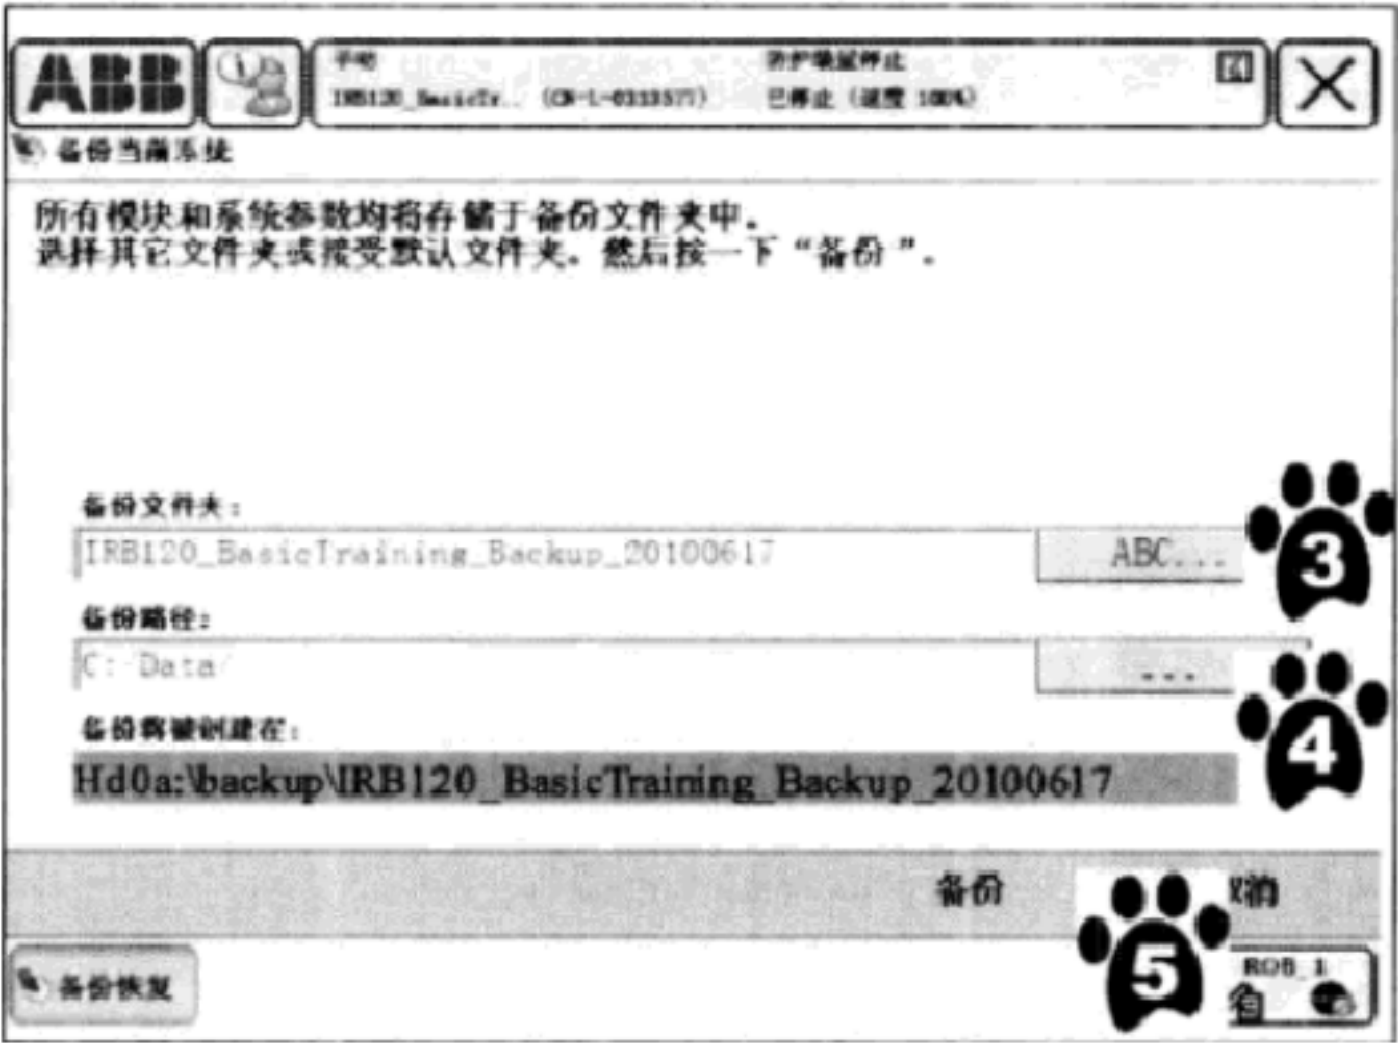 ABB
手动
防护装置停止
IRB120_BasicTr.. (CN-L-0313577)
已停止 (速度 100%)
备份当前系统
所有模块和系统参数均将存储于备份文件夹中。
选择其它文件夹或接受默认文件夹。然后按一下“备份”。
备份文件夹:
IRB120_BasicTraining_Backup_20100617
ABC...
3
备份路径:
C: Data/
...
4
备份将被创建在:
Hd0a:\backup\IRB120_BasicTraining_Backup_20100617
备份
取消
5
备份恢复
ROB_1